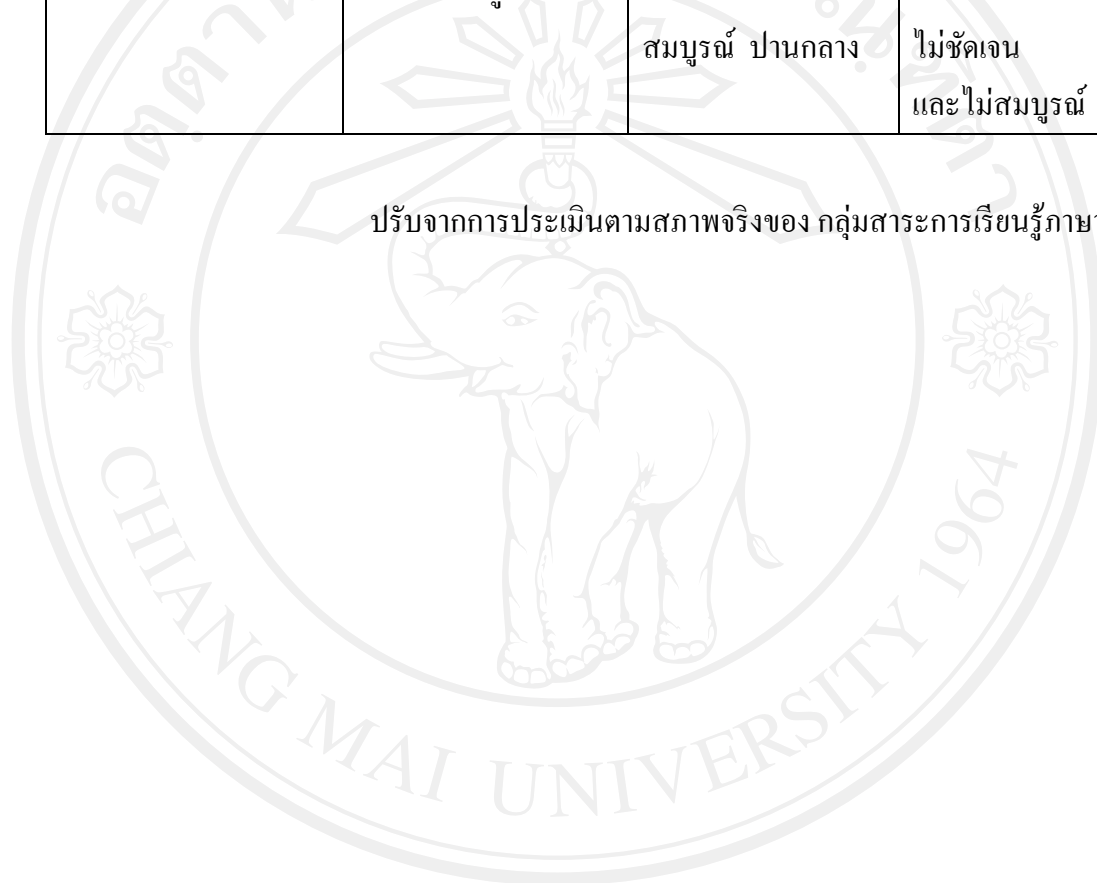 สมบูรณ์ ปานกลาง
ไม่ชัดเจน
และไม่สมบูรณ์
ปรับจากการประเมินตามสภาพจริงของ กลุ่มสาระการเรียนรู้ภาษา
CHIANG MAI UNIVERSITY 1964